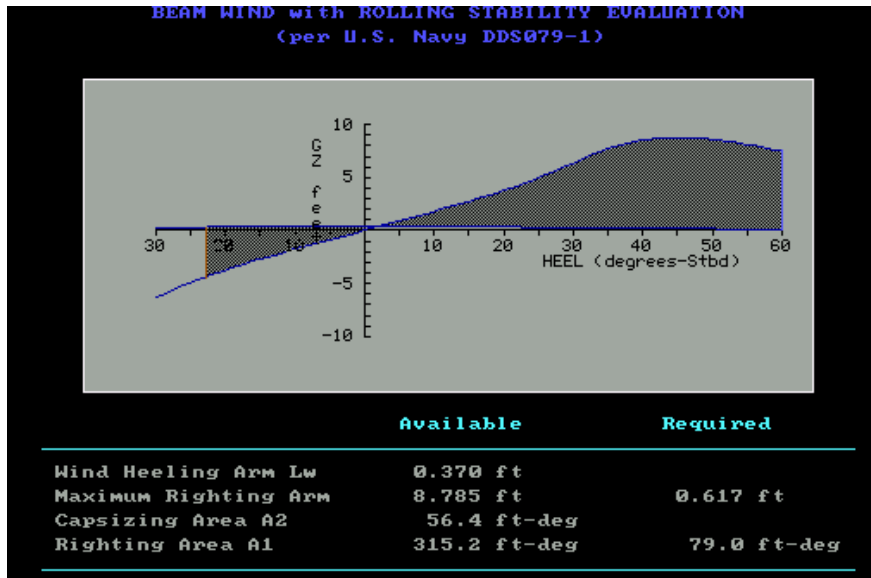 BEAM WIND with ROLLING STABILITY EVALUATION
(per U.S. Navy DDS079-1)
10
GZ feet
5
30 20 10 10 20 30 40 50 60
HEEL (degrees-Stbd)
-5
-10
Available Required
Wind Heeling Arm Lw 0.370 ft
Maximum Righting Arm 8.785 ft 0.617 ft
Capsizing Area A2 56.4 ft-deg
Righting Area A1 315.2 ft-deg 79.0 ft-deg